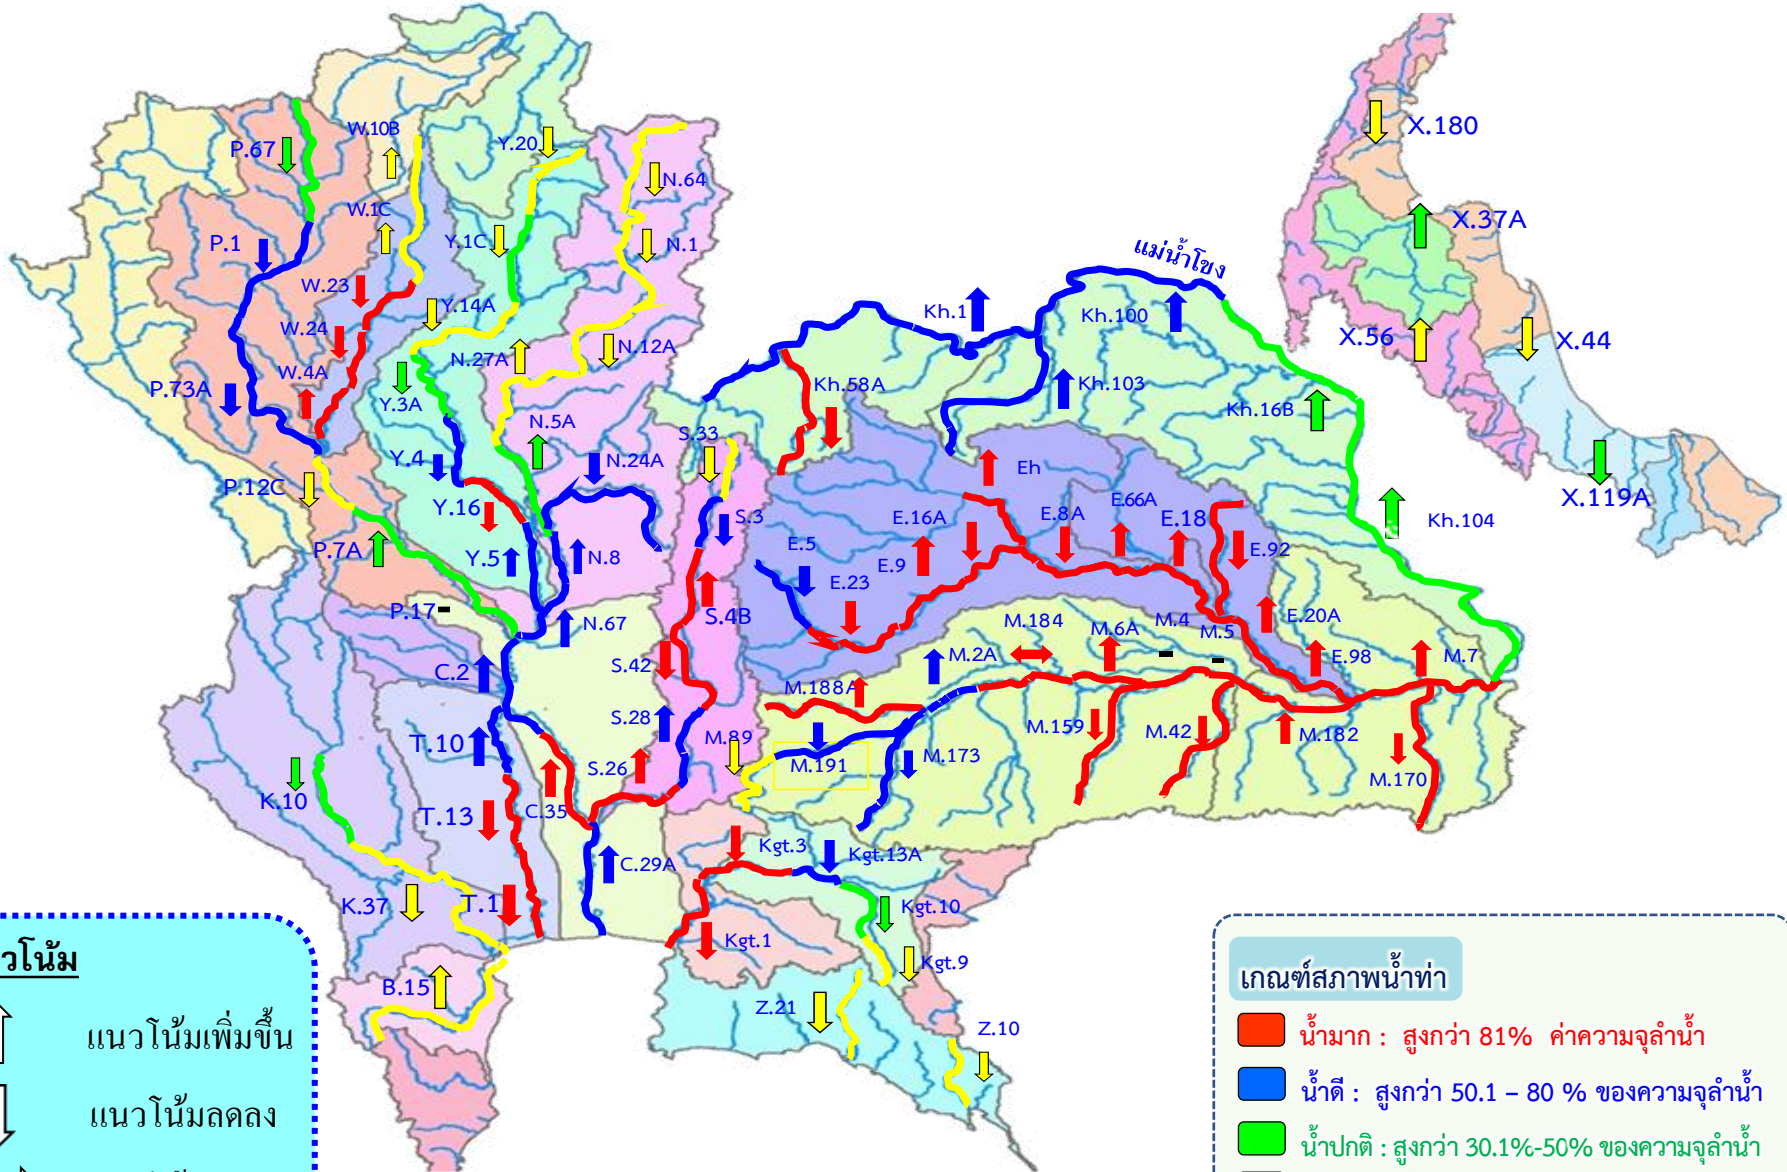 W.10B
Y.20
P.67
N.64
W.1C
P.1
Y.1C
N.1
W.23
Y.14A
W.24
N.27A
N.12A
W.4A
P.73A
Y.3A
N.5A
Y.4
N.24A
P.12C
Y.16
P.7A
Y.5
N.8
P.17
N.67
C.2
T.10
K.10
T.13
C.35
K.37
T.1
C.29A
B.15
S.33
S.3
S.4B
S.42
S.28
S.26
แม่น้ำโขง
Kh.1
Kh.100
Kh.58A
Kh.103
Kh.16B
Kh.104
Eh
E.66A
E.16A
E.8A
E.18
E.5
E.9
E.92
E.23
E.20A
M.184
M.6A
M.4
M.5
M.2A
E.98
M.7
M.188A
M.89
M.191
M.173
M.159
M.42
M.182
M.170
Kgt.3
Kgt.13A
Kgt.10
Kgt.1
Kgt.9
Z.21
Z.10
X.180
X.37A
X.56
X.44
X.119A
วโน้ม
แนวโน้มเพิ่มขึ้น
แนวโน้มลดลง
เกณฑ์สภาพน้ำท่า
น้ำมาก : สูงกว่า 81% ค่าความจุลำน้ำ
น้ำดี : สูงกว่า 50.1 – 80 % ของความจุลำน้ำ
น้ำปกติ : สูงกว่า 30.1%-50% ของความจุลำน้ำ